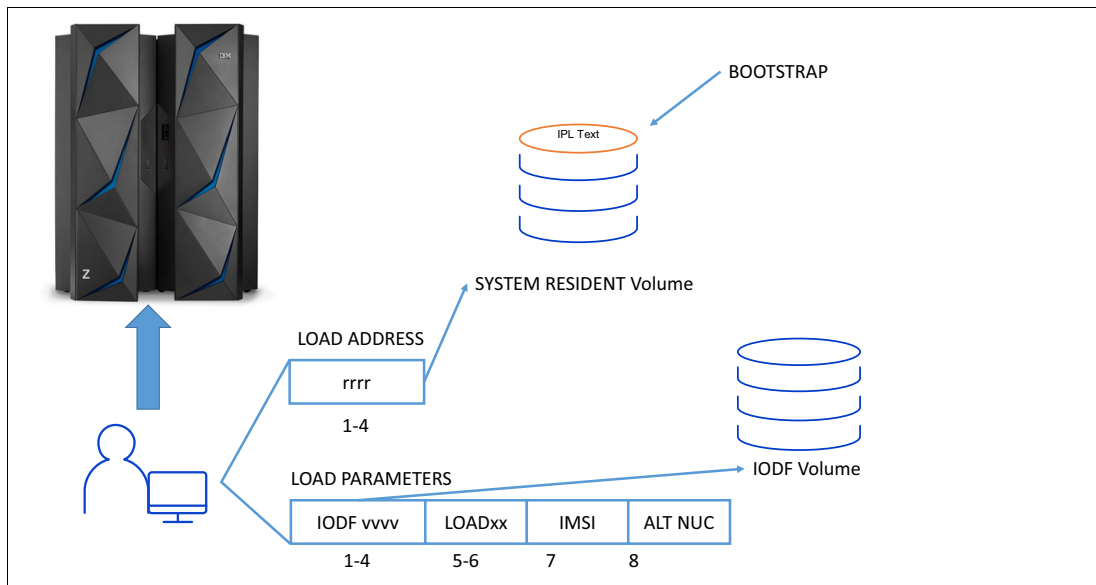 IBM
BOOTSTRAP
IPL Text
Z
SYSTEM RESIDENT Volume
LOAD ADDRESS
rrrr
1-4
IODF Volume
LOAD PARAMETERS
IODF vvvv LOADxx IMSI ALT NUC
1-4 5-6 7 8